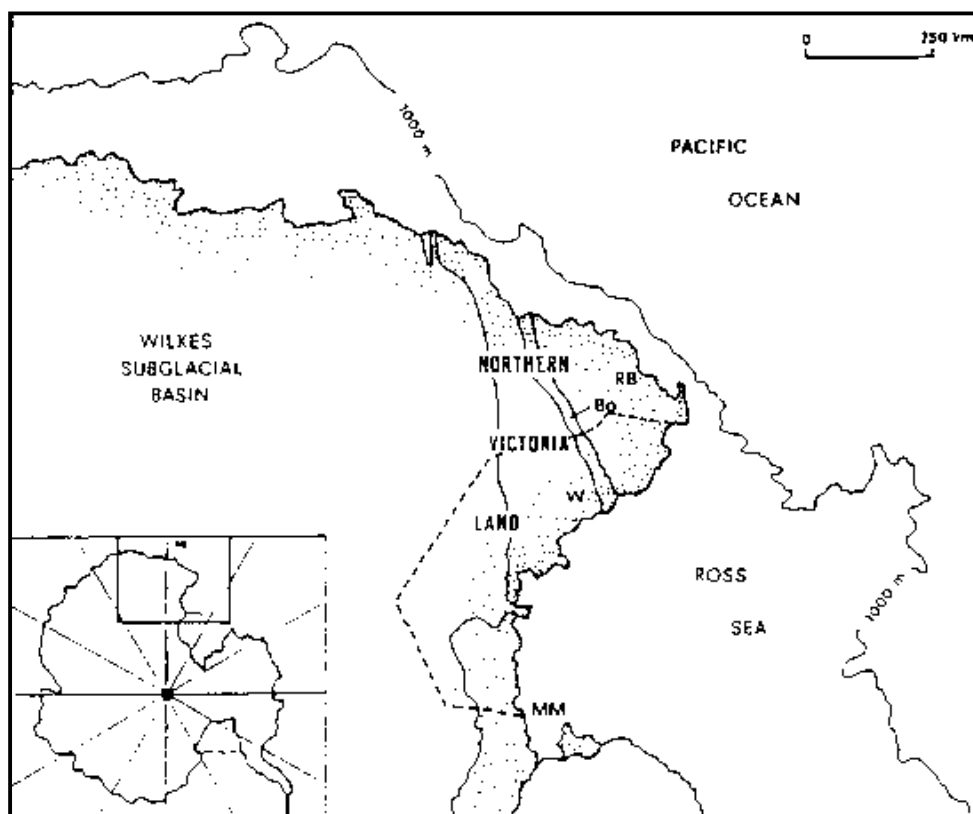 0 250 km
1000 m
PACIFIC
OCEAN
WILKES
SUBGLACIAL
BASIN
NORTHERN
RB
Bo
VICTORIA
W
LAND
ROSS
SEA
1000 m
MM